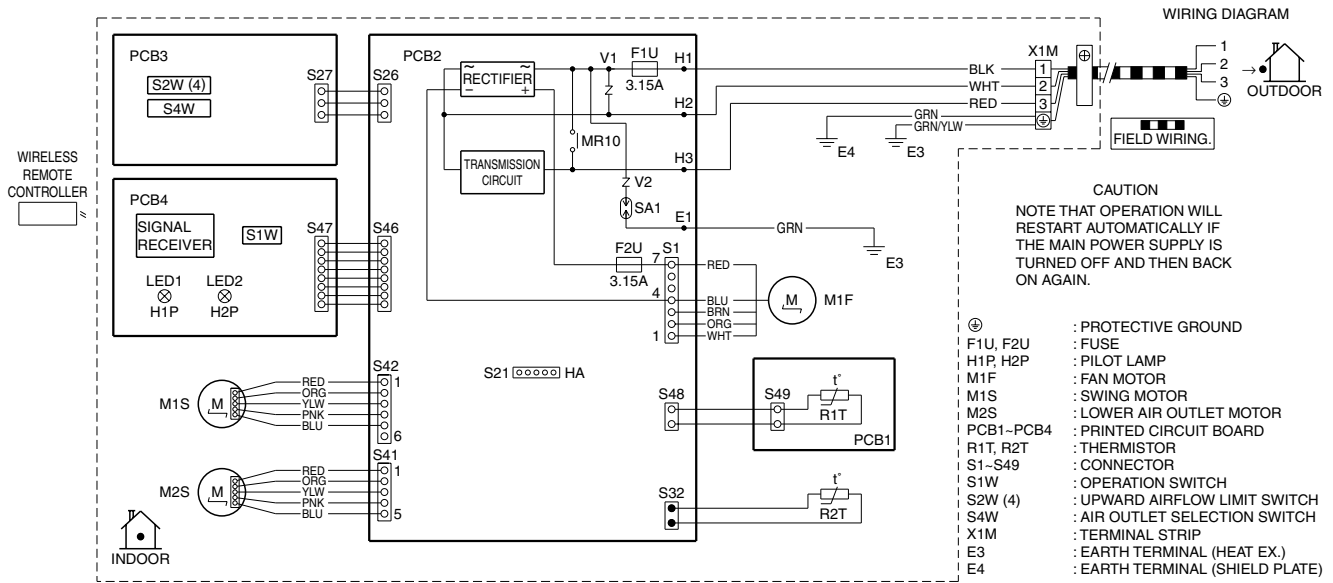 WIRING DIAGRAM
PCB3
S2W (4)
S4W
S27
S26
PCB2
RECTIFIER
~
~
–
+
V1
F1U
3.15A
H1
H2
MR10
TRANSMISSION
CIRCUIT
H3
Z V2
Z
SA1
E1
BLK
WHT
RED
GRN
GRN/YLW
E4
E3
X1M
1
2
3
1
2
3
OUTDOOR
FIELD WIRING.
WIRELESS
REMOTE
CONTROLLER
PCB4
SIGNAL
RECEIVER
S1W
S47
S46
LED1
H1P
LED2
H2P
GRN
E3
F2U
3.15A
S1
7
4
1
RED
BLU
BRN
ORG
WHT
M
M1F
S21
HA
M1S
M
RED
ORG
YLW
PNK
BLU
S42
1
6
M2S
M
RED
ORG
YLW
PNK
BLU
S41
1
5
INDOOR
S48
S49
t°
R1T
PCB1
S32
t°
R2T
CAUTION
NOTE THAT OPERATION WILL
RESTART AUTOMATICALLY IF
THE MAIN POWER SUPPLY IS
TURNED OFF AND THEN BACK
ON AGAIN.
: PROTECTIVE GROUND
F1U, F2U : FUSE
H1P, H2P : PILOT LAMP
M1F : FAN MOTOR
M1S : SWING MOTOR
M2S : LOWER AIR OUTLET MOTOR
PCB1~PCB4 : PRINTED CIRCUIT BOARD
R1T, R2T : THERMISTOR
S1~S49 : CONNECTOR
S1W : OPERATION SWITCH
S2W (4) : UPWARD AIRFLOW LIMIT SWITCH
S4W : AIR OUTLET SELECTION SWITCH
X1M : TERMINAL STRIP
E3 : EARTH TERMINAL (HEAT EX.)
E4 : EARTH TERMINAL (SHIELD PLATE)